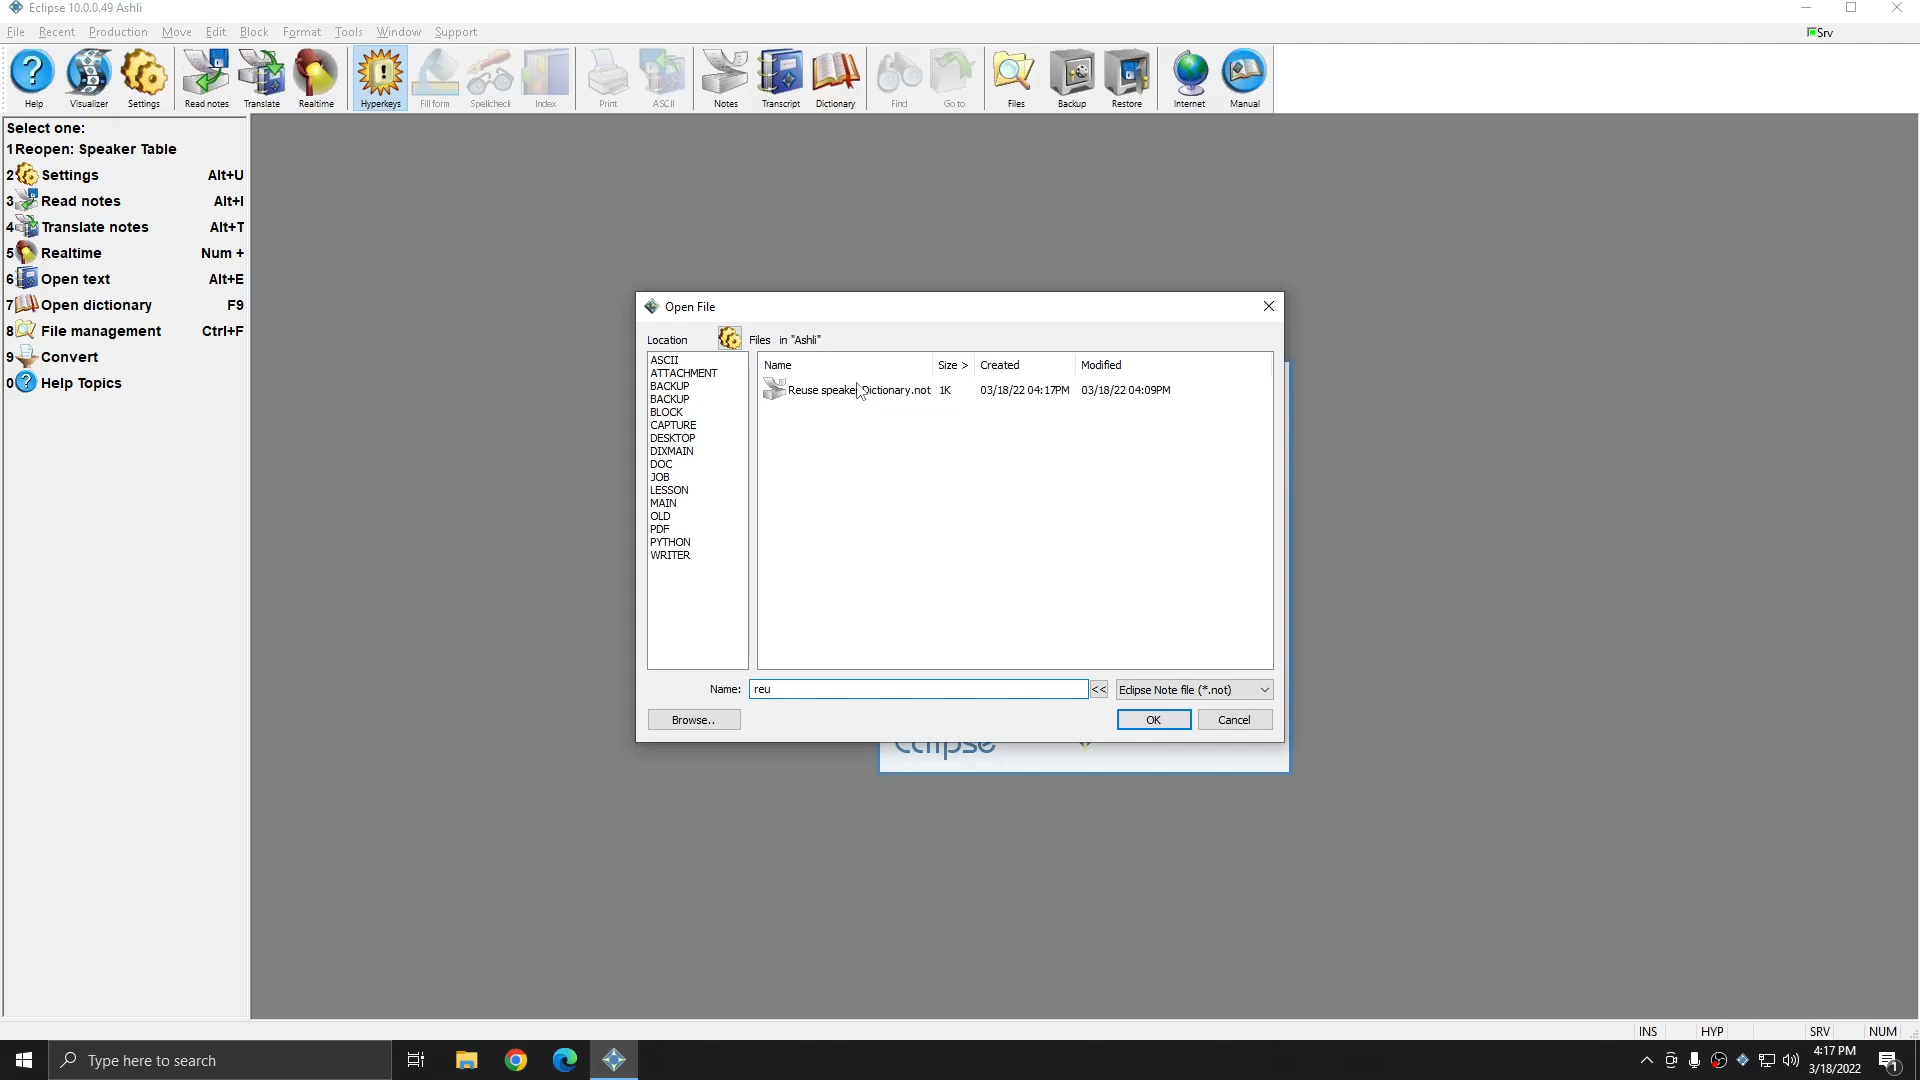 Eclipse 10.0.0.49 Ashli
File Recent Production Move Edit Block Format Tools Window Support
Srv
Help Visualizer Settings Read notes Translate Realtime Hyperkeys Fill form Spellcheck Index Print ASCII Notes Transcript Dictionary Find Go to Files Backup Restore Internet Manual
Select one:
1Reopen: Speaker Table
2 Settings Alt+U
3 Read notes Alt+I
4 Translate notes Alt+T
5 Realtime Num +
6 Open text Alt+E
7 Open dictionary F9
8 File management Ctrl+F
9 Convert
0 Help Topics
Open File
Location Files in "Ashli"
ASCII
ATTACHMENT
BACKUP
BACKUP
BLOCK
CAPTURE
DESKTOP
DIXMAIN
DOC
JOB
LESSON
MAIN
OLD
PDF
PYTHON
WRITER
Name Size > Created Modified
Reuse speaker Dictionary.not 1K 03/18/22 04:17PM 03/18/22 04:09PM
Name: reu << Eclipse Note file (*.not)
Browse.. OK Cancel
Eclipse
INS HYP SRV NUM
Type here to search
4:17 PM
3/18/2022
1